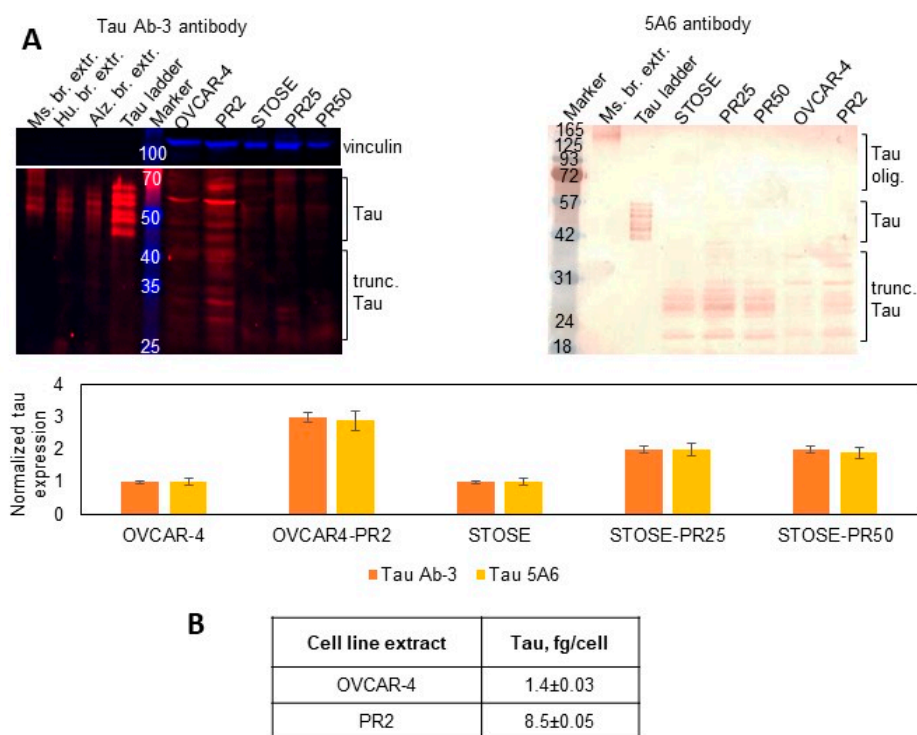 A
Tau Ab-3 antibody
Ms. br. extr.
Hu. br. extr.
Alz. br. extr.
Tau ladder
Marker
OVCAR-4
PR2
STOSE
PR25
PR50
100
vinculin
70
50
40
35
25
Tau
trunc.
Tau
5A6 antibody
Marker
Ms. br. extr.
Tau ladder
STOSE
PR25
PR50
OVCAR-4
PR2
165
125
93
72
57
42
31
24
18
Tau
olig.
Tau
trunc.
Tau
Normalized tau
expression
4
3
2
1
0
OVCAR-4 OVCAR4-PR2 STOSE STOSE-PR25 STOSE-PR50
Tau Ab-3 Tau 5A6
B
Cell line extract Tau, fg/cell
OVCAR-4 1.4±0.03
PR2 8.5±0.05